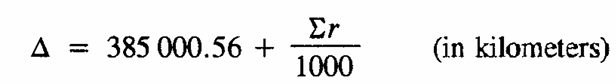 Δ = 385 000.56 + Σr / 1000 (in kilometers)